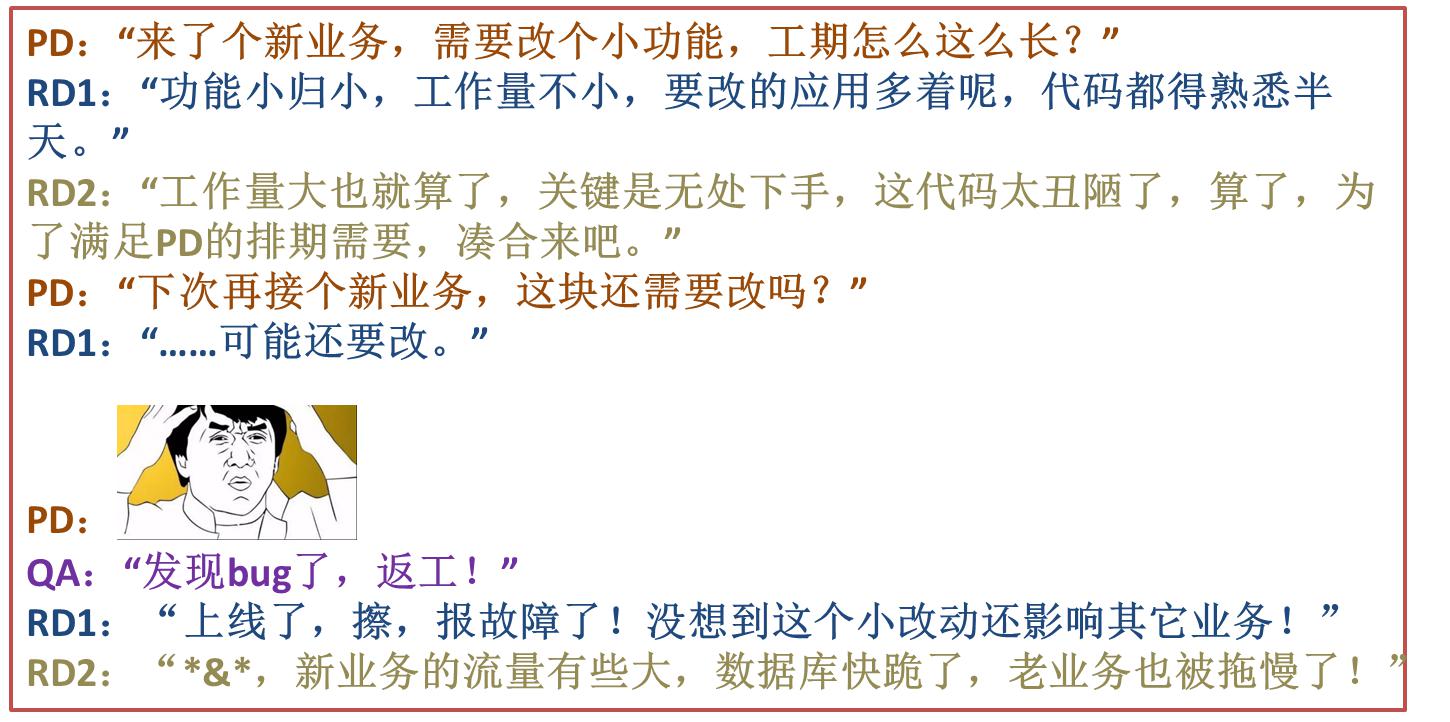 PD：“来了个新业务，需要改个小功能，工期怎么这么长？”
RD1：“功能小归小，工作量不小，要改的应用多着呢，代码都得熟悉半
天。”
RD2：“工作量大也就算了，关键是无处下手，这代码太丑陋了，算了，为
了满足PD的排期需要，凑合来吧。”
PD：“下次再接个新业务，这块还需要改吗？”
RD1：“……可能还要改。”
PD：
QA：“发现bug了，返工！”
RD1：“上线了，擦，报故障了！没想到这个小改动还影响其它业务！”
RD2：“*&*，新业务的流量有些大，数据库快跪了，老业务也被拖慢了！”